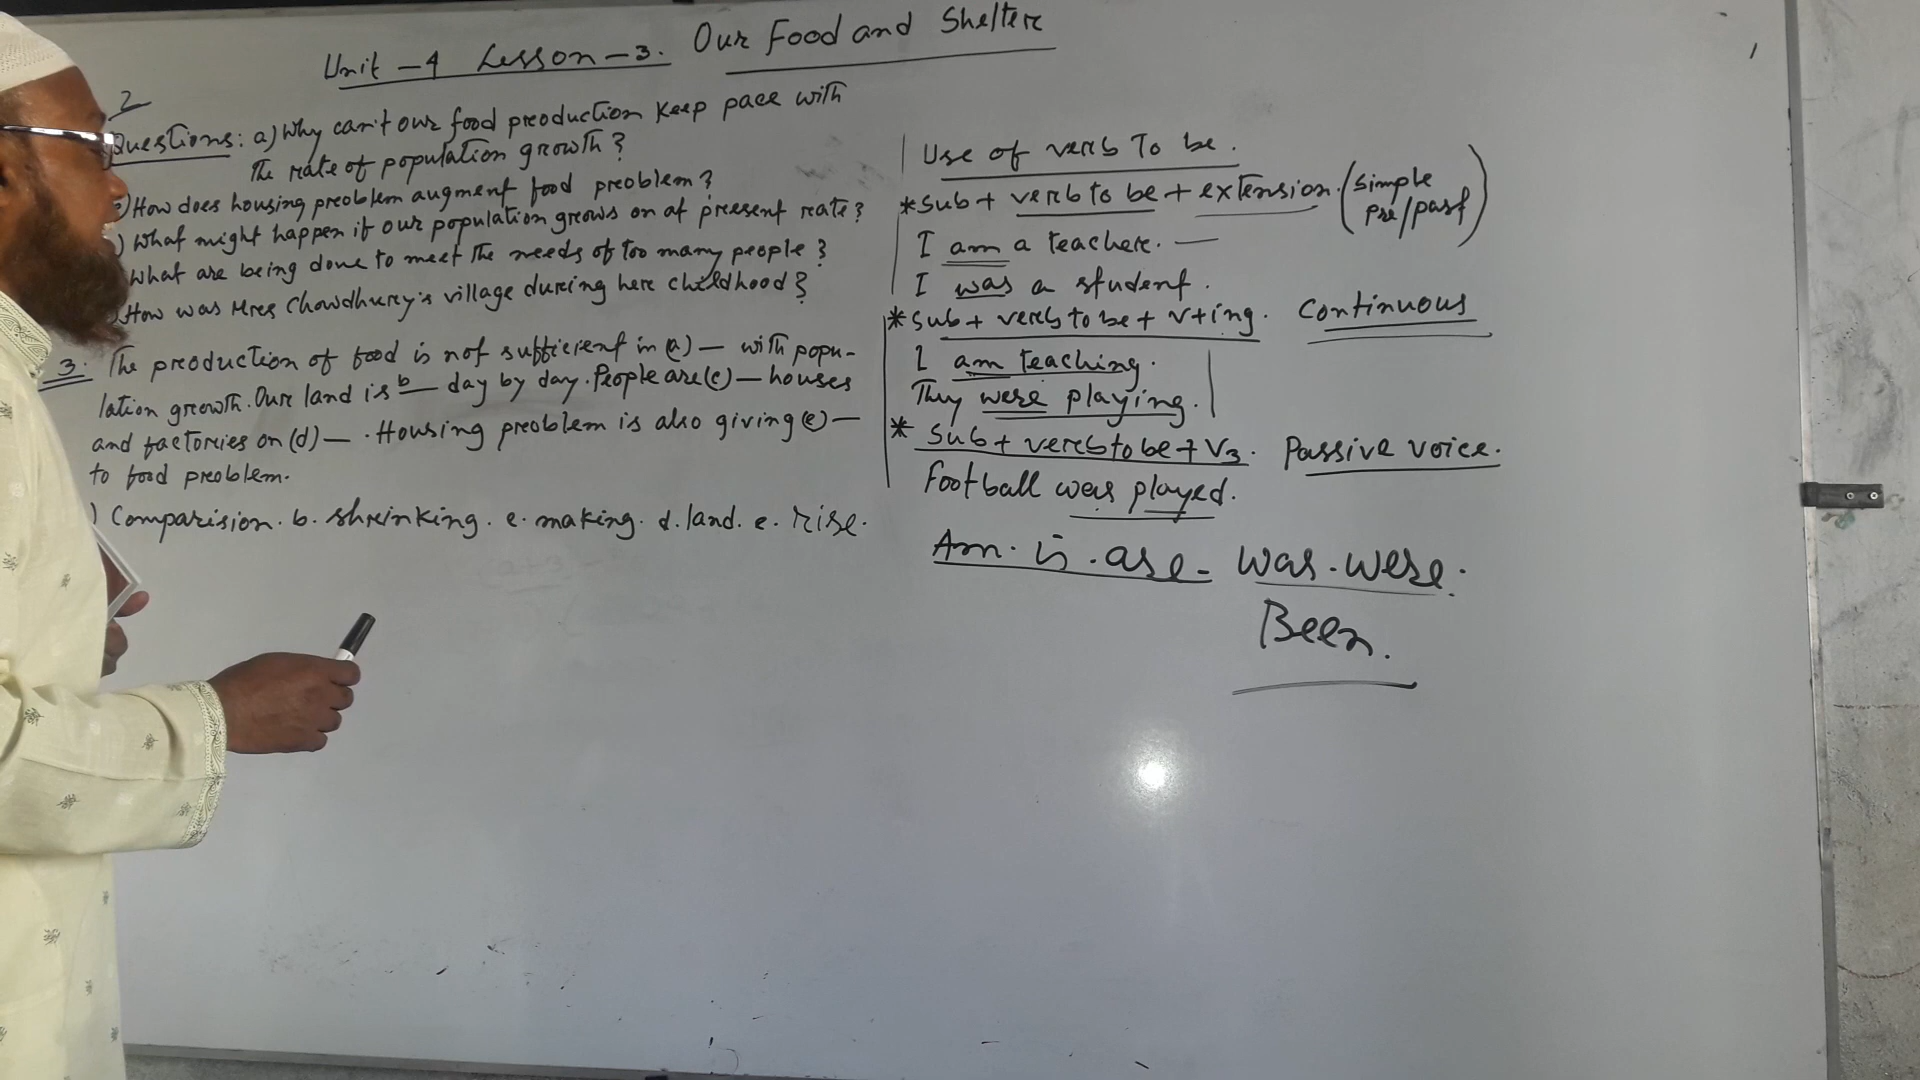 Unit - 4 Lesson - 3. Our Food and Shelter
2
Questions: a) Why can't our food production keep pace with
the rate of population growth?
) How does housing problem augment food problem?
) What might happen if our population grows on at present rate?
What are being done to meet the needs of too many people?
) How was Mrs Chowdhury's village during her childhood?
3. The production of food is not sufficient in (a) — with popu-
lation growth. Our land is b — day by day. People are (c) — houses
and factories on (d) — . Housing problem is also giving (e) —
to food problem.
) Comparision. b. shrinking. c. making. d. land. e. rise.
Use of verb To be.
* Sub + verb to be + extension. (Simple
pre/past)
I am a teacher. —
I was a student.
* Sub + verb to be + v+ing. Continuous
I am teaching.
They were playing.
* Sub + verb to be + V3. Passive voice.
Football was played.
Am. is. are - was. were.
Been.